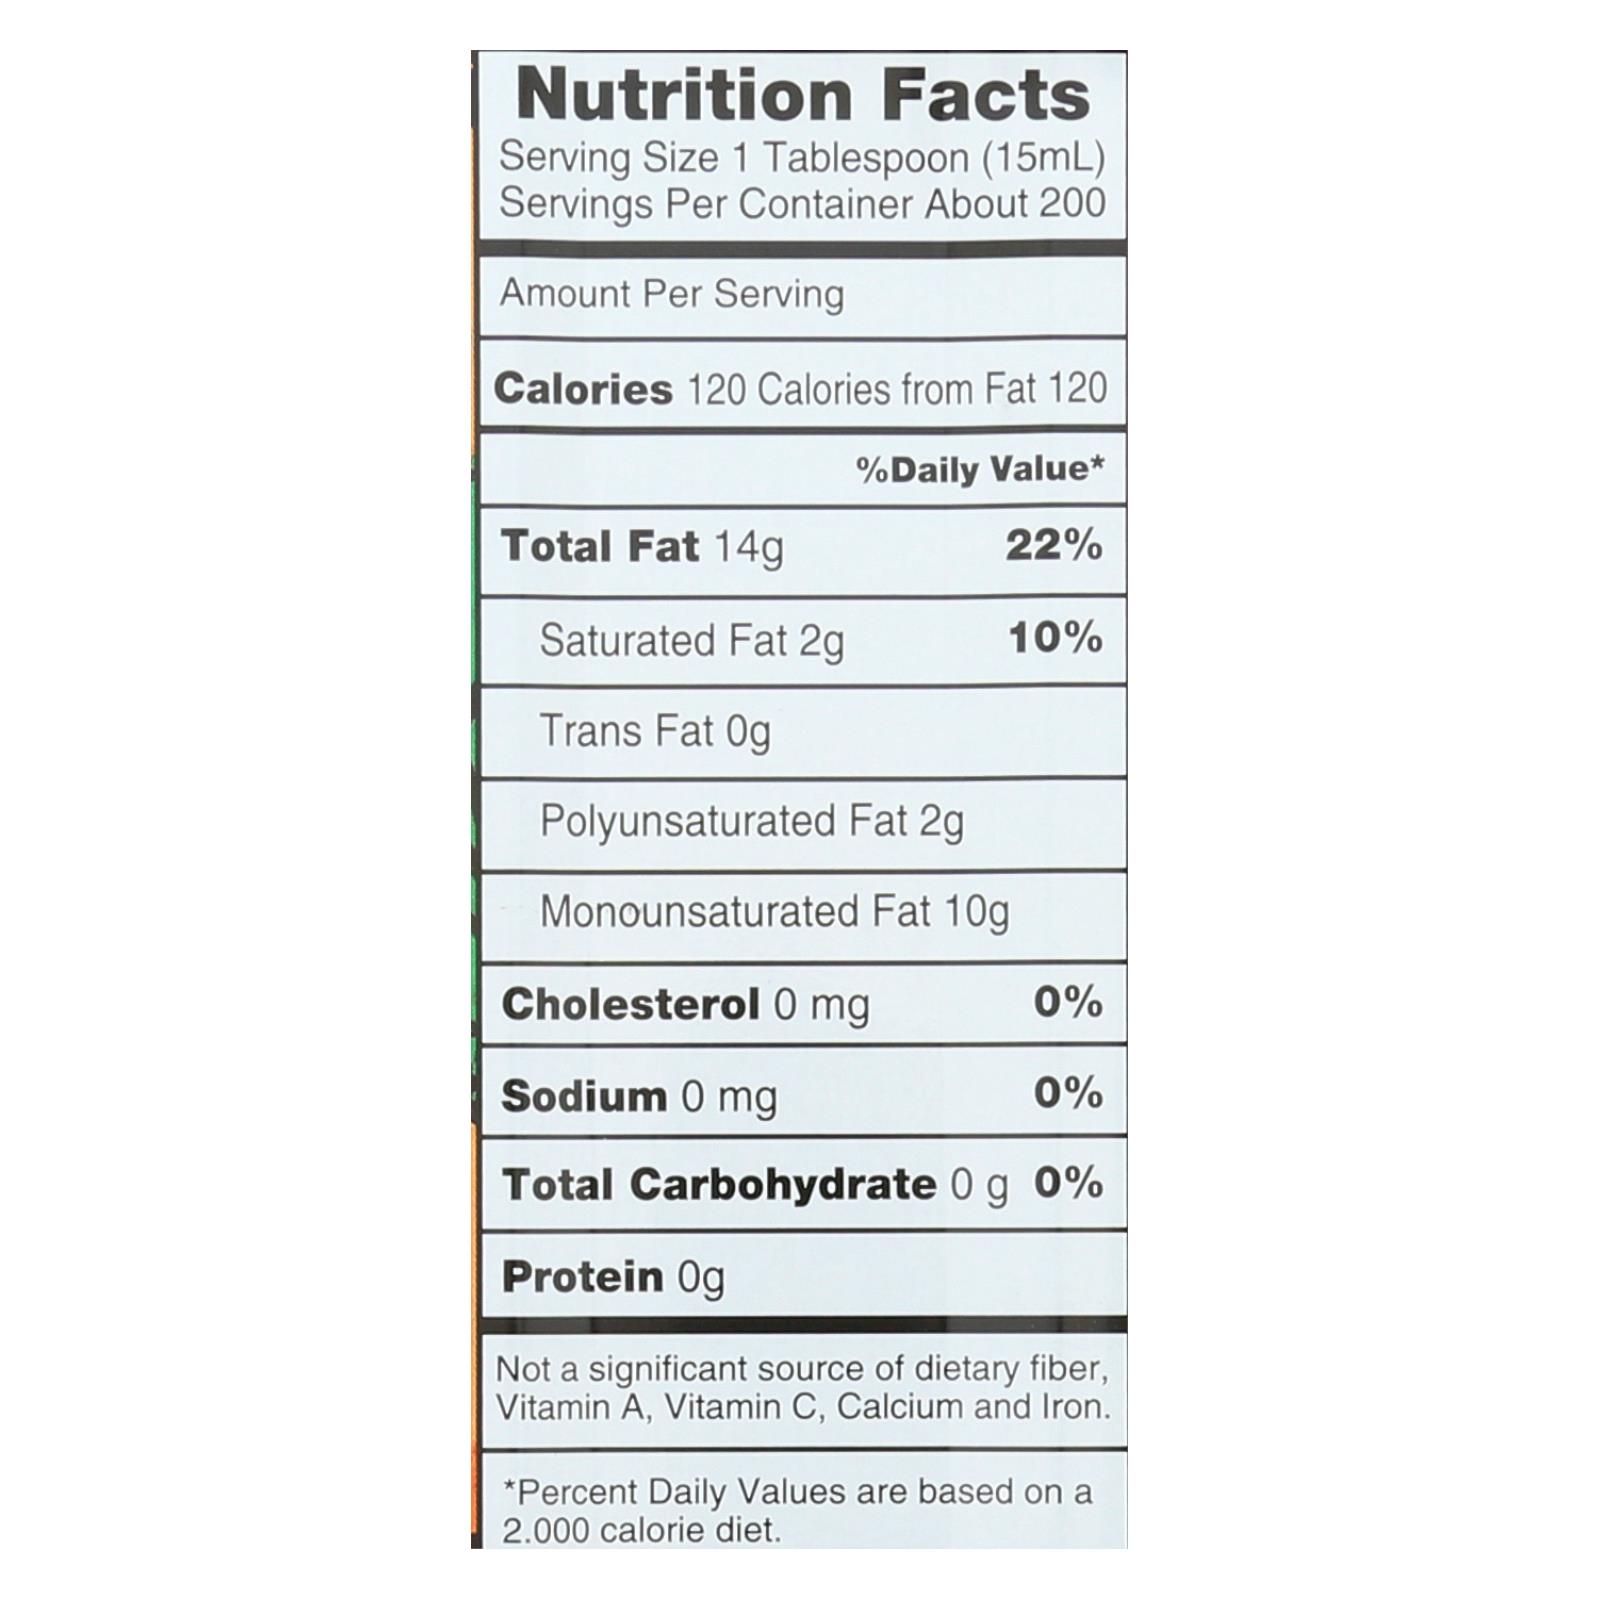 Nutrition Facts
Serving Size 1 Tablespoon (15mL)
Servings Per Container About 200
Amount Per Serving
Calories 120 Calories from Fat 120
%Daily Value*
Total Fat 14g 22%
Saturated Fat 2g 10%
Trans Fat 0g
Polyunsaturated Fat 2g
Monounsaturated Fat 10g
Cholesterol 0 mg 0%
Sodium 0 mg 0%
Total Carbohydrate 0 g 0%
Protein 0g
Not a significant source of dietary fiber,
Vitamin A, Vitamin C, Calcium and Iron.
*Percent Daily Values are based on a
2.000 calorie diet.